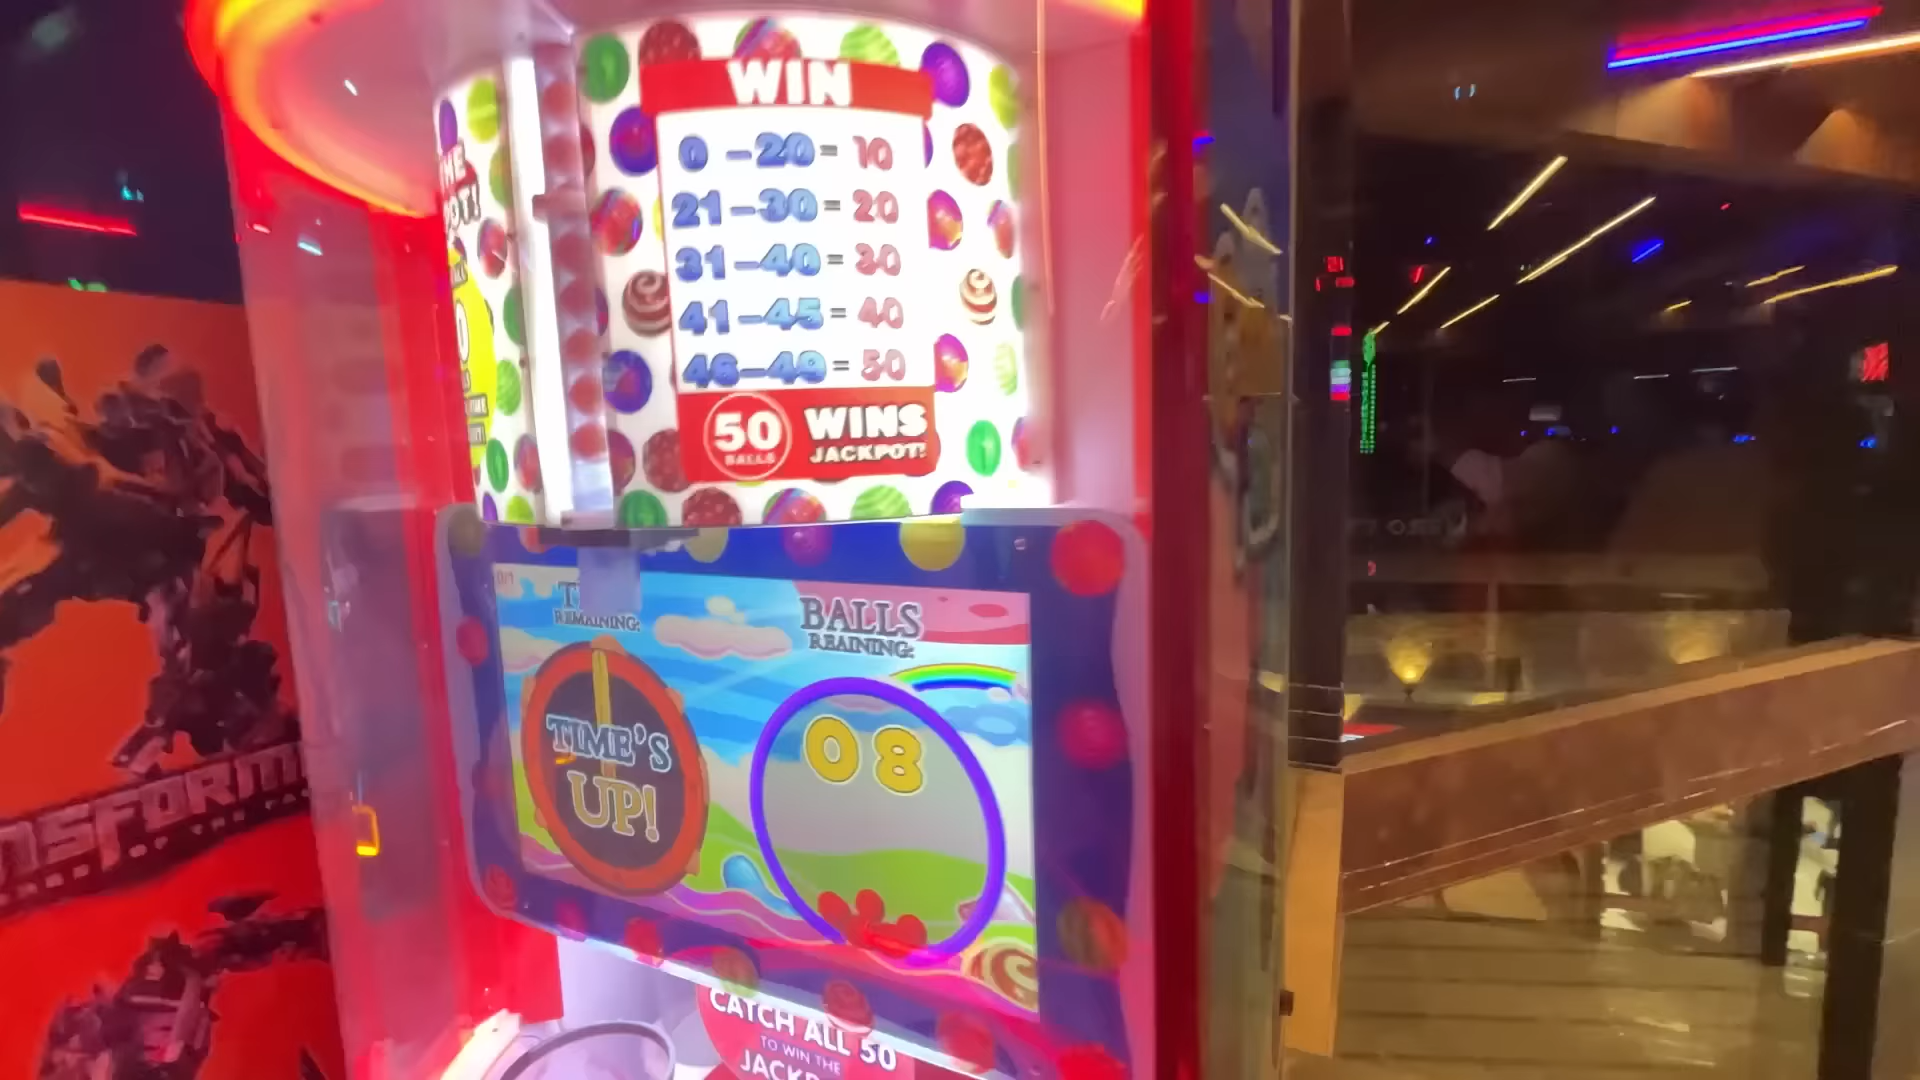 WIN
0 - 20 = 10
21 - 30 = 20
31 - 40 = 30
41 - 45 = 40
46 - 49 = 50
50 WINS
BALLS JACKPOT!
REMAINING:
BALLS
REAINING:
TIME'S
UP!
08
CATCH ALL 50
TO WIN THE